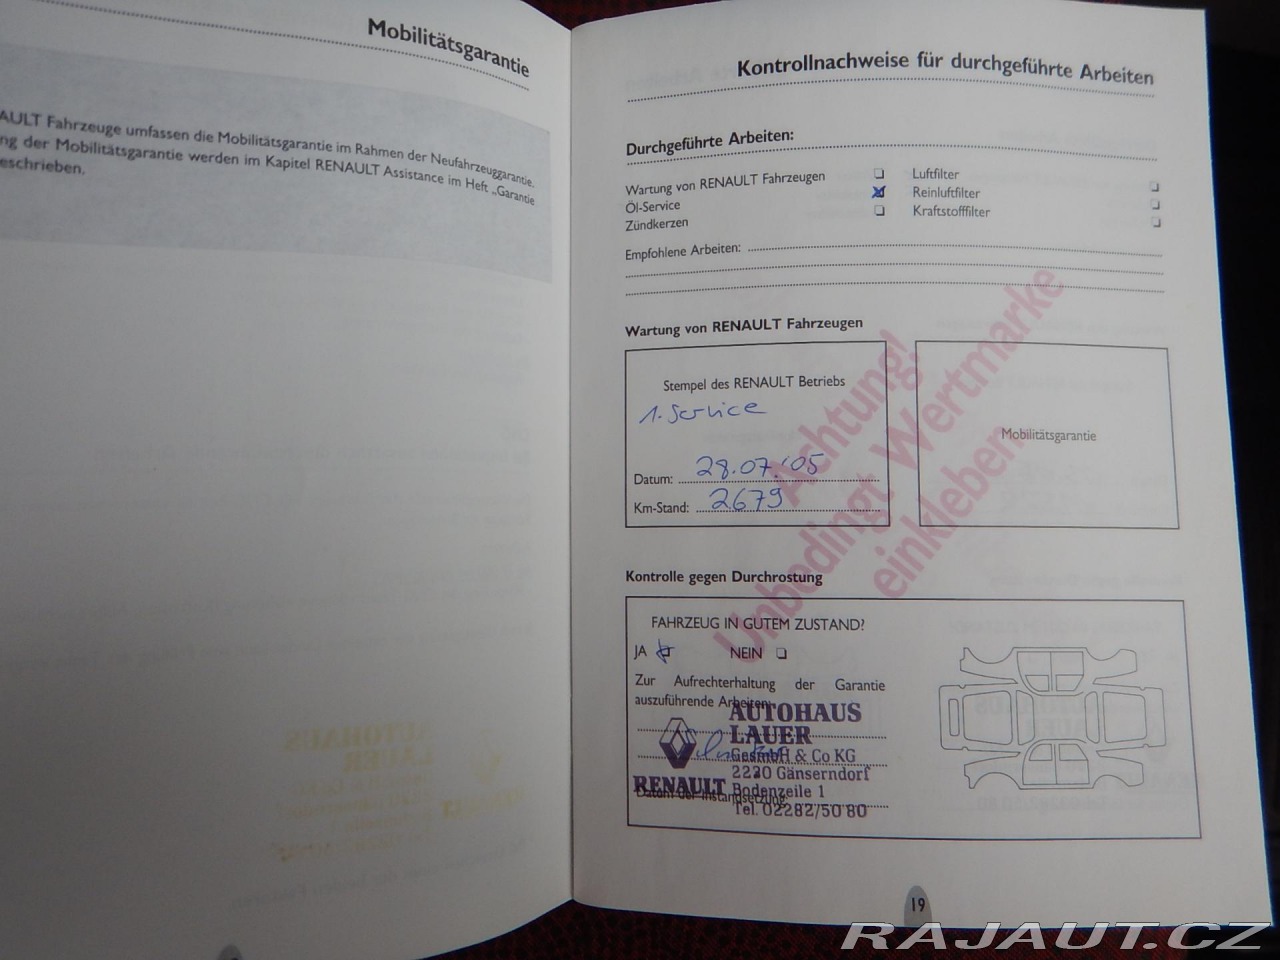 Mobilitätsgarantie
AULT Fahrzeuge umfassen die Mobilitätsgarantie im Rahmen der Neufahrzeuggarantie.
ng der Mobilitätsgarantie werden im Kapitel RENAULT Assistance im Heft „Garantie
eschrieben.
Kontrollnachweise für durchgeführte Arbeiten
Durchgeführte Arbeiten:
Wartung von RENAULT Fahrzeugen
Öl-Service
Zündkerzen
Luftfilter
Reinluftfilter
Kraftstofffilter
Empfohlene Arbeiten:
Wartung von RENAULT Fahrzeugen
Stempel des RENAULT Betriebs
1. Service
Datum: 28.07.'05
Km-Stand: 2679
Mobilitätsgarantie
Achtung!
Unbedingt Wertmarke
einkleben
Kontrolle gegen Durchrostung
FAHRZEUG IN GUTEM ZUSTAND?
JA NEIN
Zur Aufrechterhaltung der Garantie
auszuführende Arbeiten:
AUTOHAUS
LAUER
GesmbH & Co KG
2230 Gänserndorf
RENAULT Bodenzeile 1
Datum der Instandsetzung:
Tel. 02282/50 80
19
RAJAUT.CZ